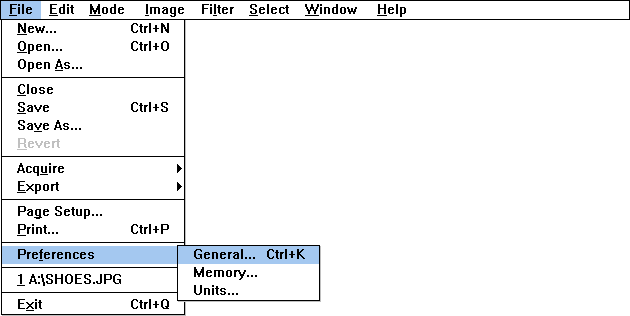 File Edit Mode Image Filter Select Window Help
New... Ctrl+N
Open... Ctrl+O
Open As...
Close
Save Ctrl+S
Save As...
Revert
Acquire
Export
Page Setup...
Print... Ctrl+P
Preferences General... Ctrl+K
Memory...
1 A:\SHOES.JPG
Units...
Exit Ctrl+Q